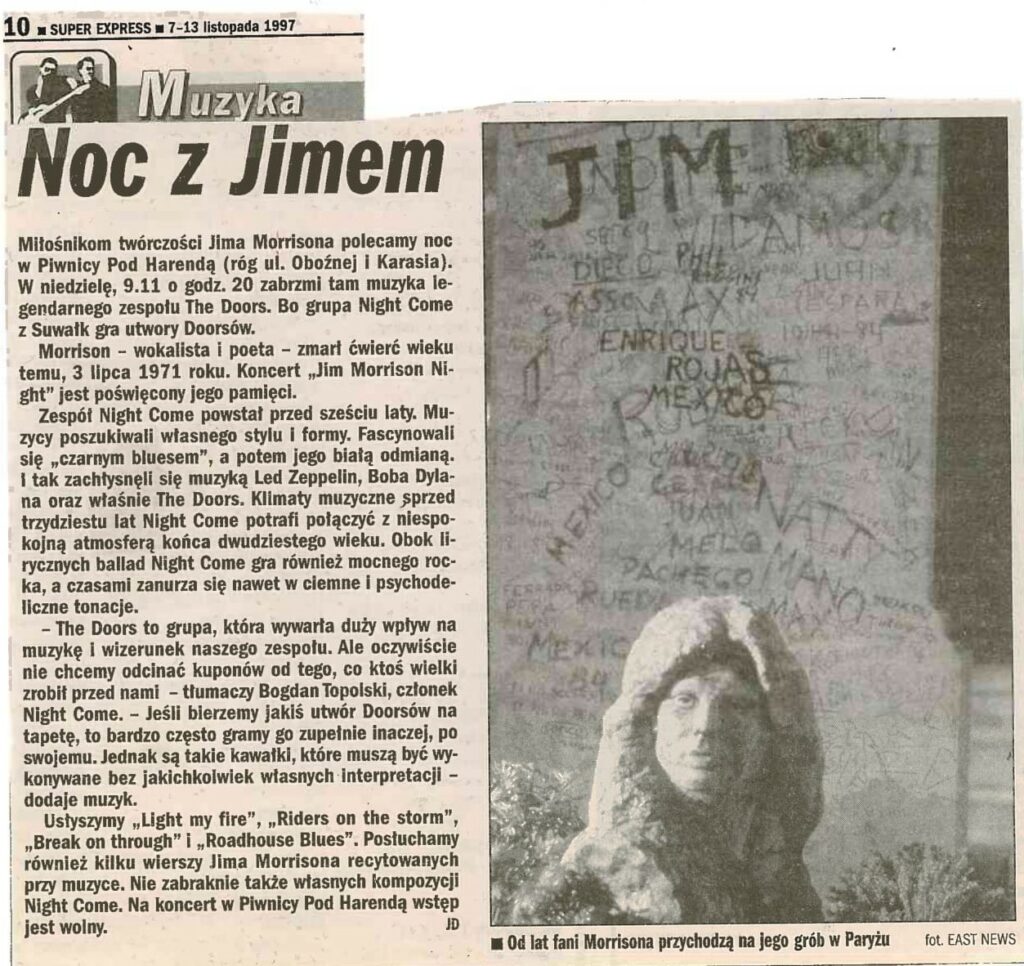 10 ■ SUPER EXPRESS ■ 7–13 listopada 1997
Muzyka
Noc z Jimem
Miłośnikom twórczości Jima Morrisona polecamy noc
w Piwnicy Pod Harendą (róg ul. Oboźnej i Karasia).
W niedzielę, 9.11 o godz. 20 zabrzmi tam muzyka le-
gendarnego zespołu The Doors. Bo grupa Night Come
z Suwałk gra utwory Doorsów.
Morrison – wokalista i poeta – zmarł ćwierć wieku
temu, 3 lipca 1971 roku. Koncert „Jim Morrison Ni-
ght” jest poświęcony jego pamięci.
Zespół Night Come powstał przed sześciu laty. Mu-
zycy poszukiwali własnego stylu i formy. Fascynowali
się „czarnym bluesem”, a potem jego białą odmianą.
I tak zachłysnęli się muzyką Led Zeppelin, Boba Dyla-
na oraz właśnie The Doors. Klimaty muzyczne sprzed
trzydziestu lat Night Come potrafi połączyć z niespo-
kojną atmosferą końca dwudziestego wieku. Obok li-
rycznych ballad Night Come gra również mocnego roc-
ka, a czasami zanurza się nawet w ciemne i psychode-
liczne tonacje.
– The Doors to grupa, która wywarła duży wpływ na
muzykę i wizerunek naszego zespołu. Ale oczywiście
nie chcemy odcinać kuponów od tego, co ktoś wielki
zrobił przed nami – tłumaczy Bogdan Topolski, członek
Night Come. – Jeśli bierzemy jakiś utwór Doorsów na
tapetę, to bardzo często gramy go zupełnie inaczej, po
swojemu. Jednak są takie kawałki, które muszą być wy-
konywane bez jakichkolwiek własnych interpretacji –
dodaje muzyk.
Usłyszymy „Light my fire”, „Riders on the storm”,
„Break on through” i „Roadhouse Blues”. Posłuchamy
również kilku wierszy Jima Morrisona recytowanych
przy muzyce. Nie zabraknie także własnych kompozycji
Night Come. Na koncert w Piwnicy Pod Harendą wstęp
jest wolny.
JD
JIM
DIEGO
PHIL
MAX
ENRIQUE
ROJAS
MEXICO
MEXICO
JUAN
NATTY
MELO
MANO
PACHECO
MEXIC
■ Od lat fani Morrisona przychodzą na jego grób w Paryżu
fot. EAST NEWS